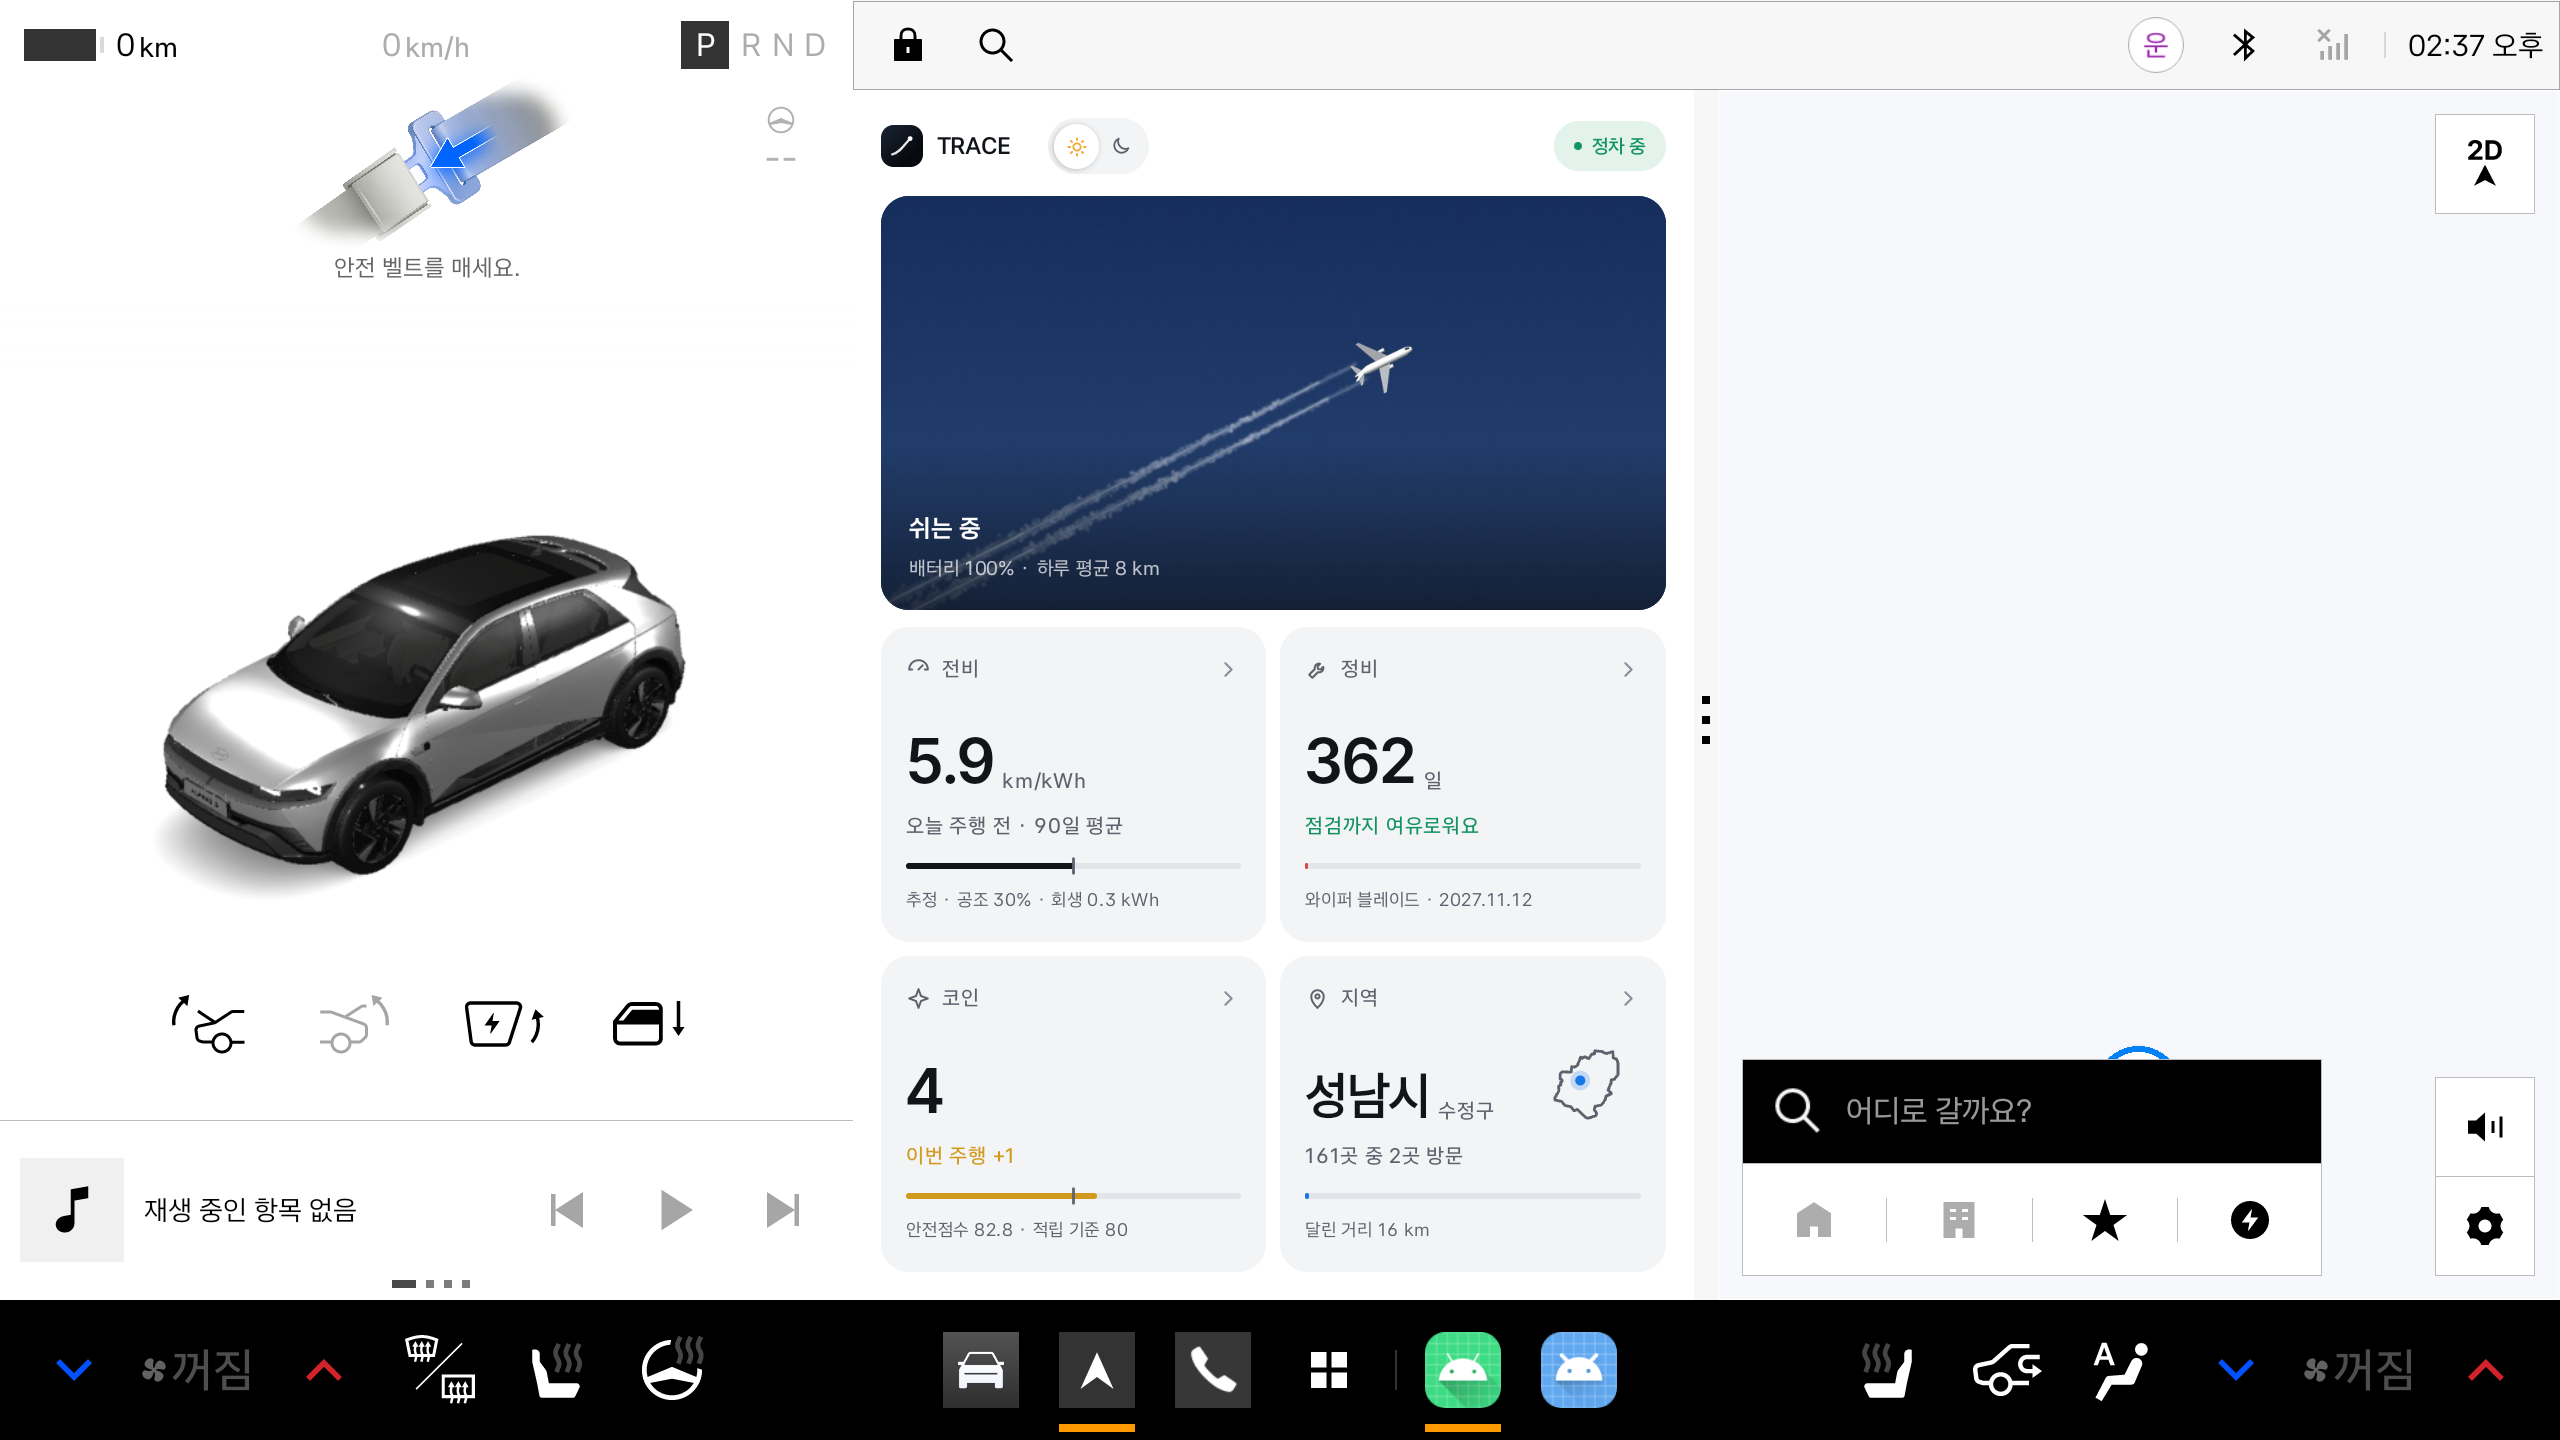 0 km
0 km/h
P R N D
안전 벨트를 매세요.
재생 중인 항목 없음
운
02:37 오후
TRACE
정차 중
쉬는 중
배터리 100% · 하루 평균 8 km
전비
5.9 km/kWh
오늘 주행 전 · 90일 평균
추정 · 공조 30% · 회생 0.3 kWh
정비
362 일
점검까지 여유로워요
와이퍼 블레이드 · 2027.11.12
코인
4
이번 주행 +1
안전점수 82.8 · 적립 기준 80
지역
성남시 수정구
161곳 중 2곳 방문
달린 거리 16 km
2D
어디로 갈까요?
꺼짐
A
꺼짐